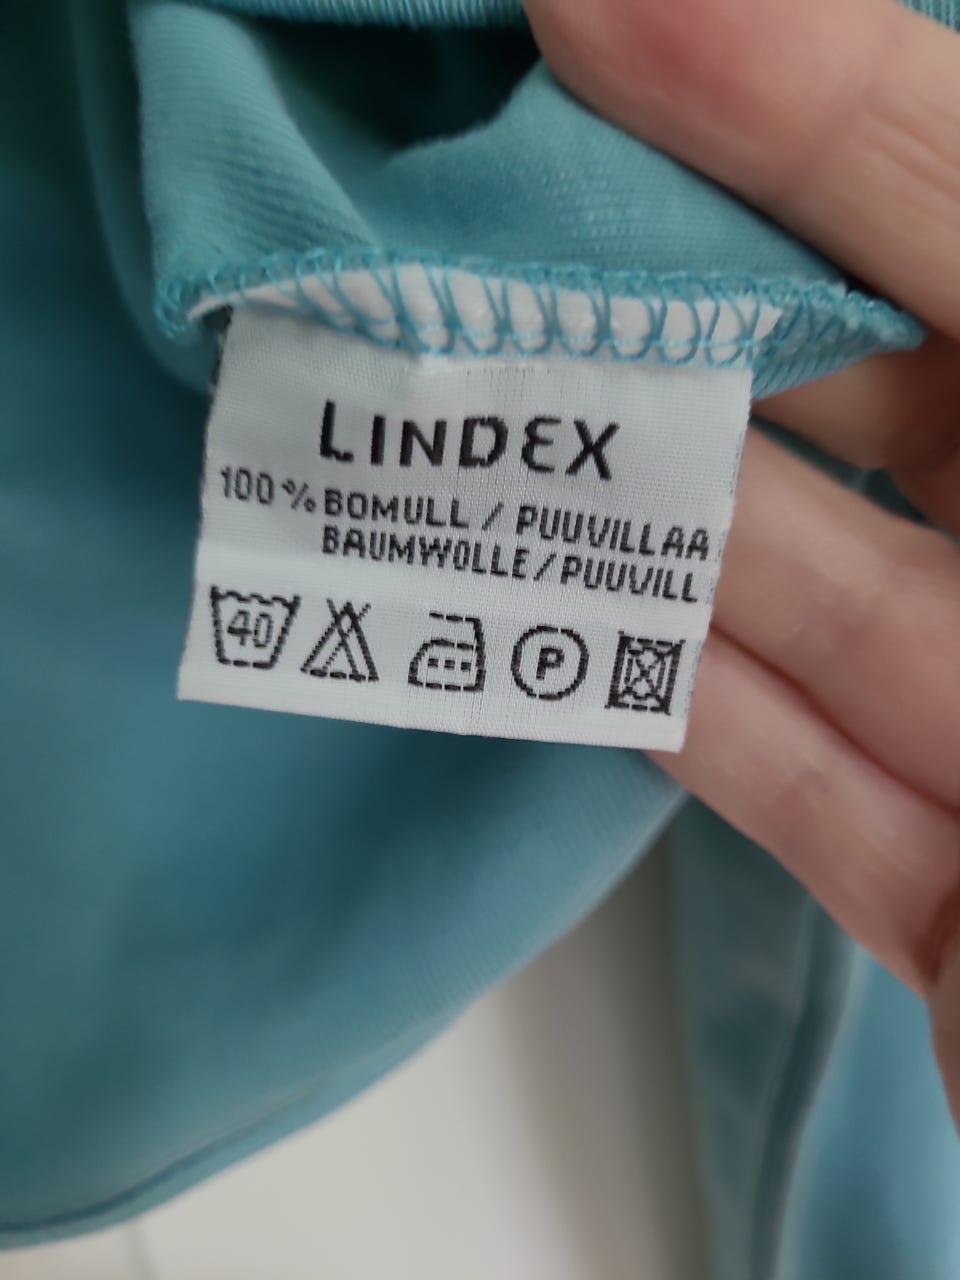 LINDEX
100 % BOMULL / PUUVILLAA
BAUMWOLLE / PUUVILL
40 P